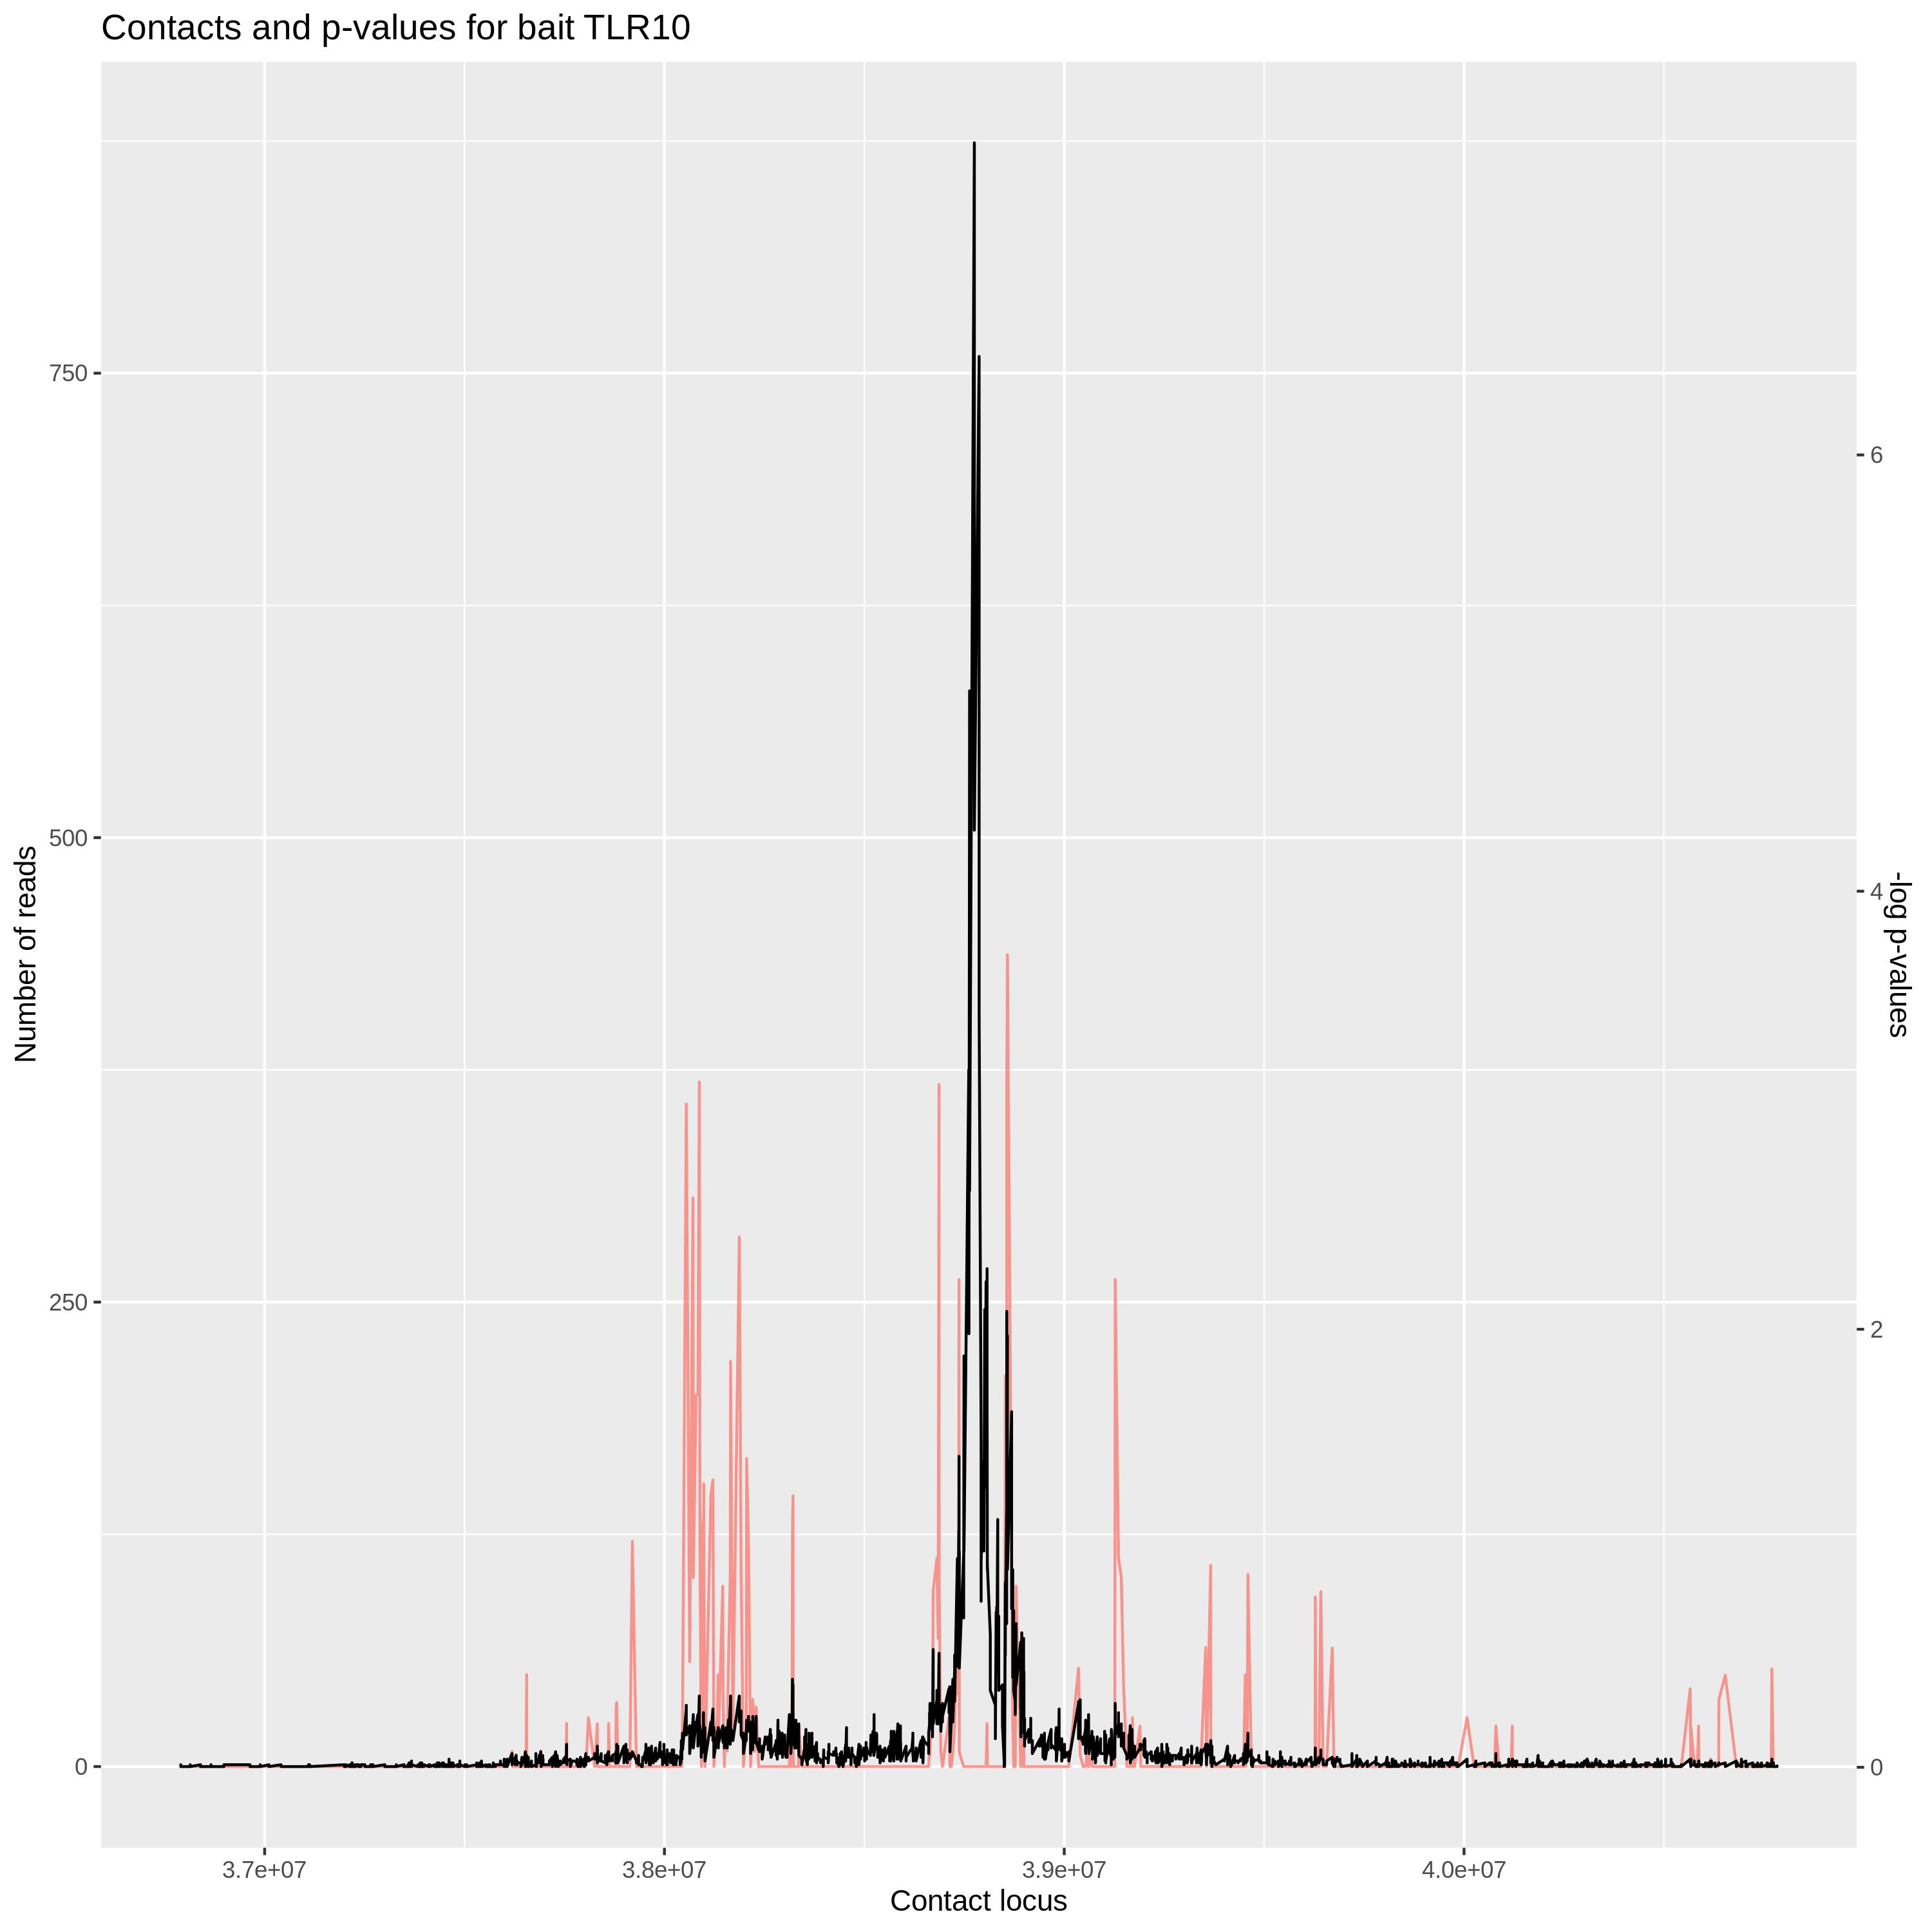 Contacts and p-values for bait TLR10
750
500
250
0
Number of reads
6
4
2
0
-log p-values
3.7e+07
3.8e+07
3.9e+07
4.0e+07
Contact locus